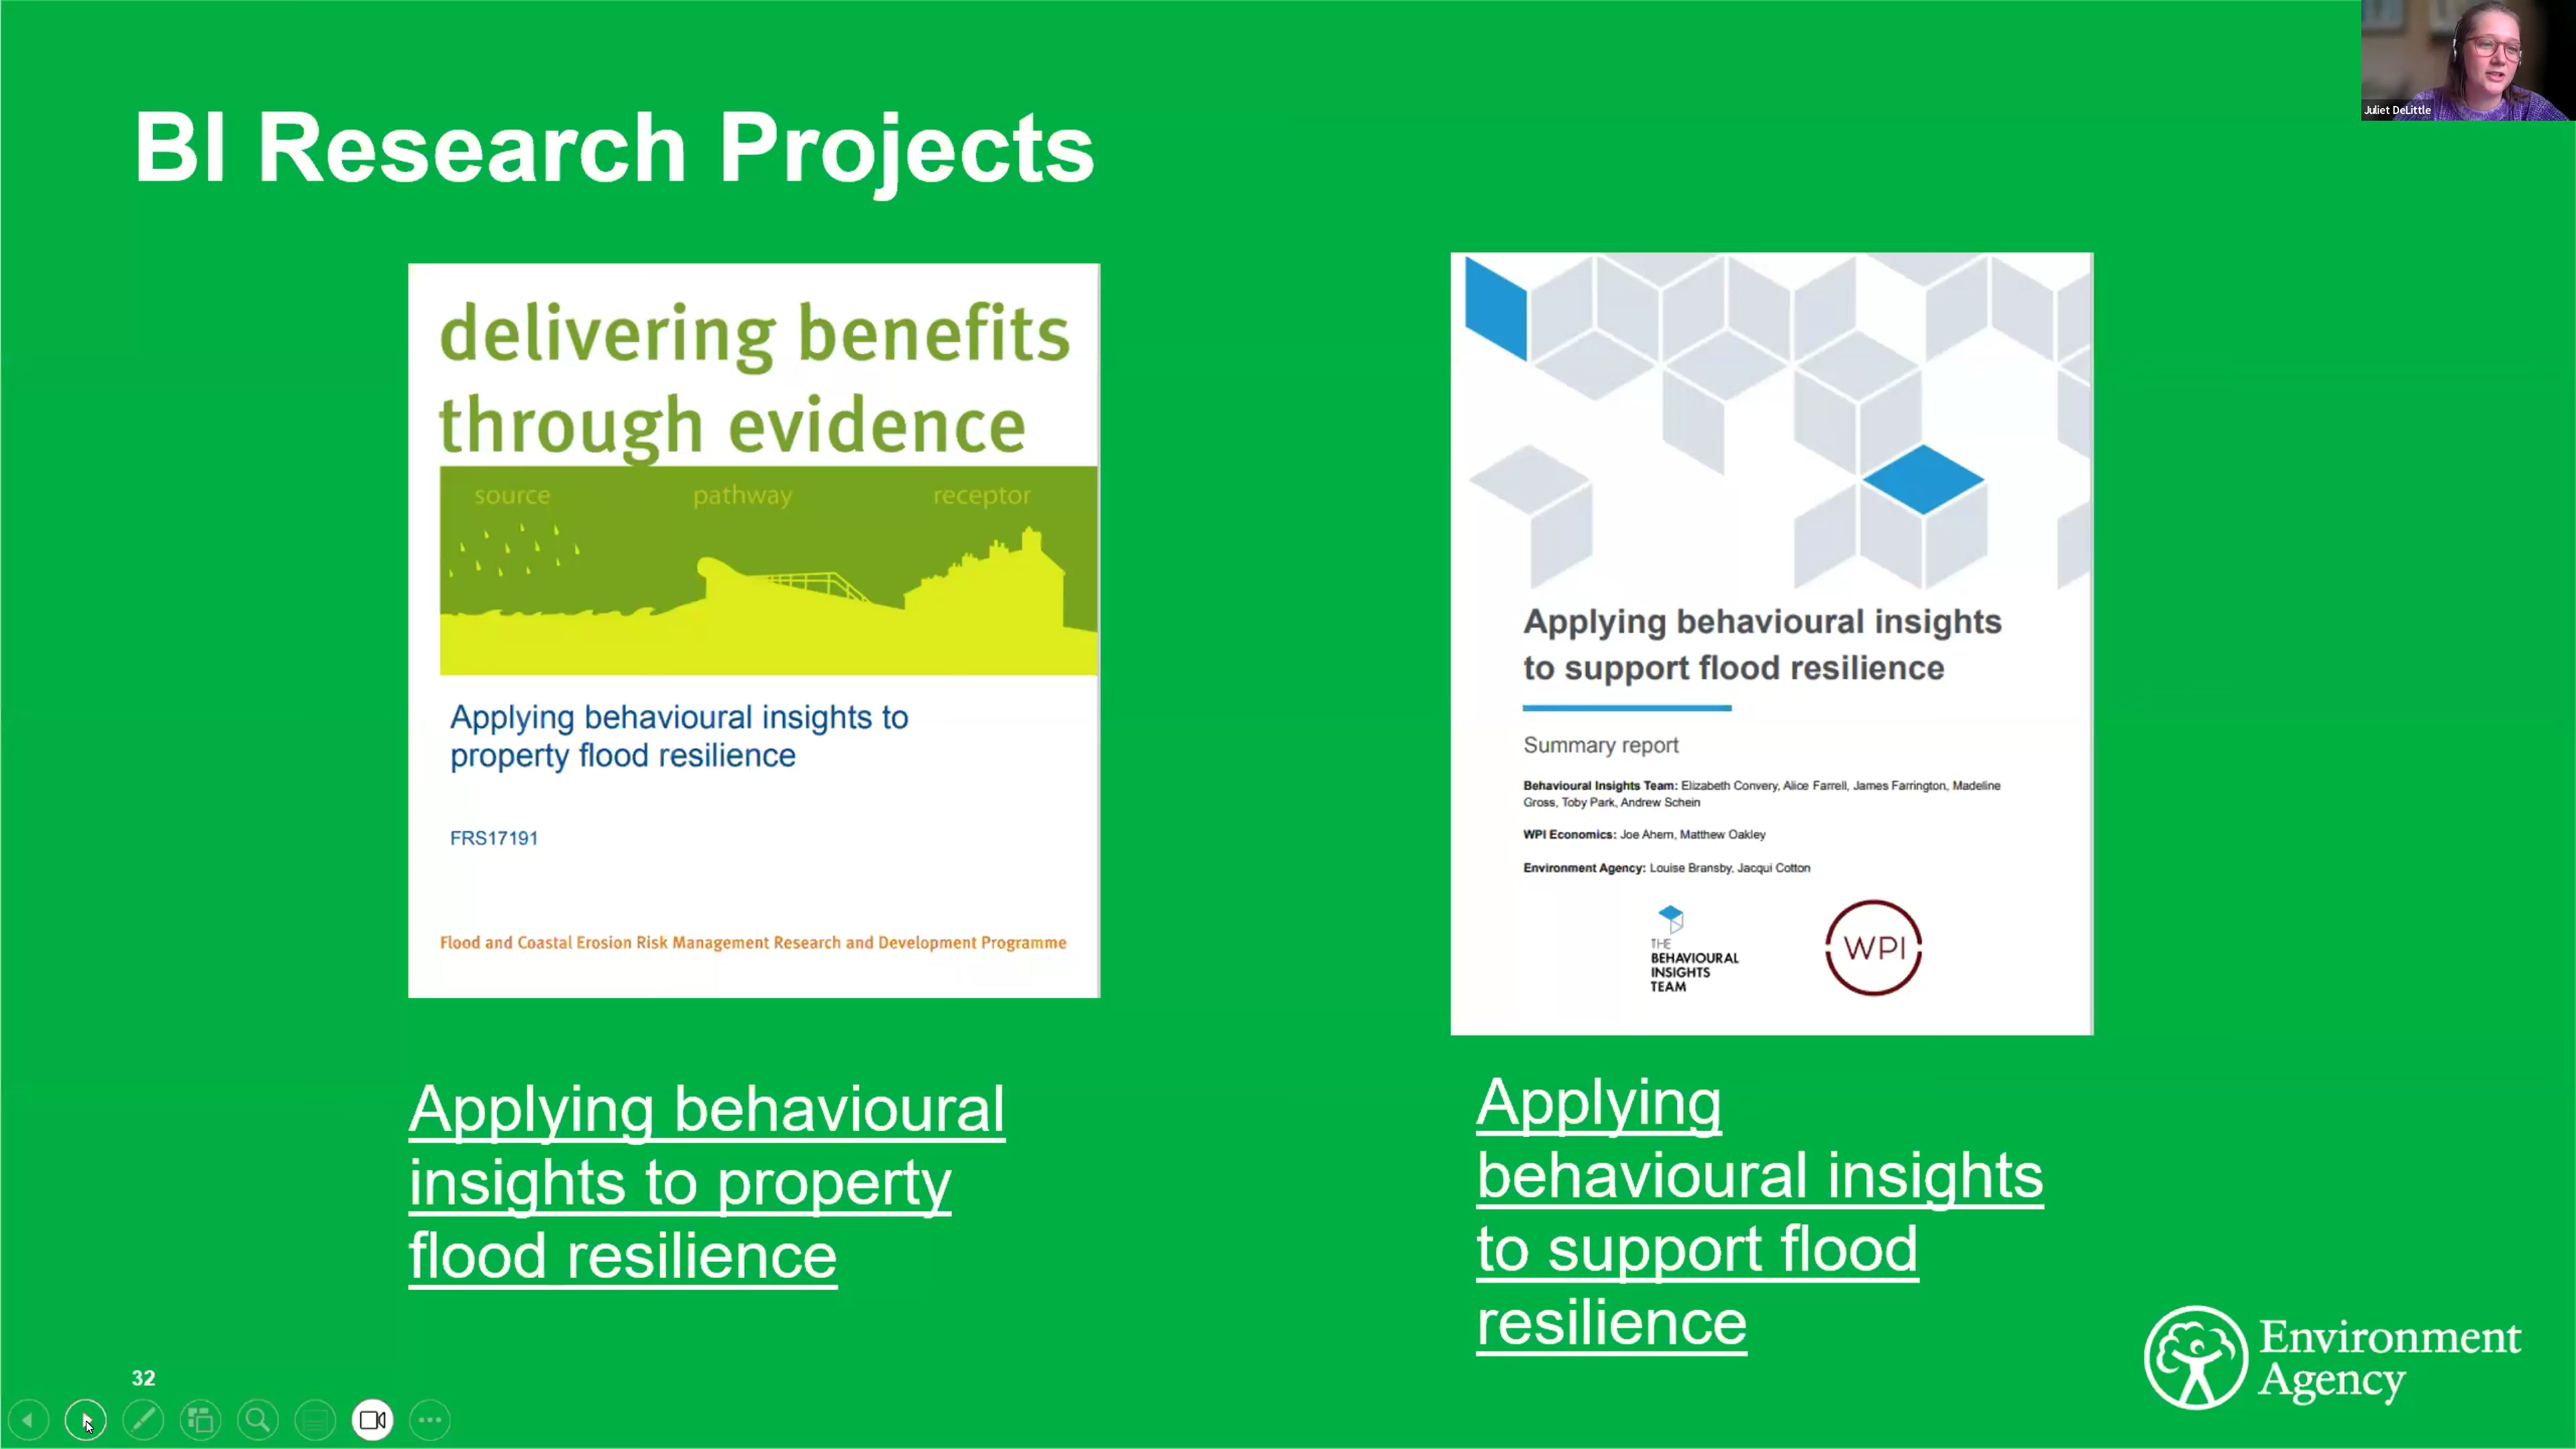 BI Research Projects
Juliet DeLittle
delivering benefits
through evidence
source pathway receptor
Applying behavioural insights to
property flood resilience
FRS17191
Flood and Coastal Erosion Risk Management Research and Development Programme
Applying behavioural
insights to property
flood resilience
Applying behavioural insights
to support flood resilience
Summary report
Behavioural Insights Team: Elizabeth Convery, Alice Farrell, James Farrington, Madeline
Gross, Toby Park, Andrew Schein
WPI Economics: Joe Ahern, Matthew Oakley
Environment Agency: Louise Bransby, Jacqui Cotton
THE
BEHAVIOURAL
INSIGHTS
TEAM
WPI
Applying
behavioural insights
to support flood
resilience
Environment
Agency
32